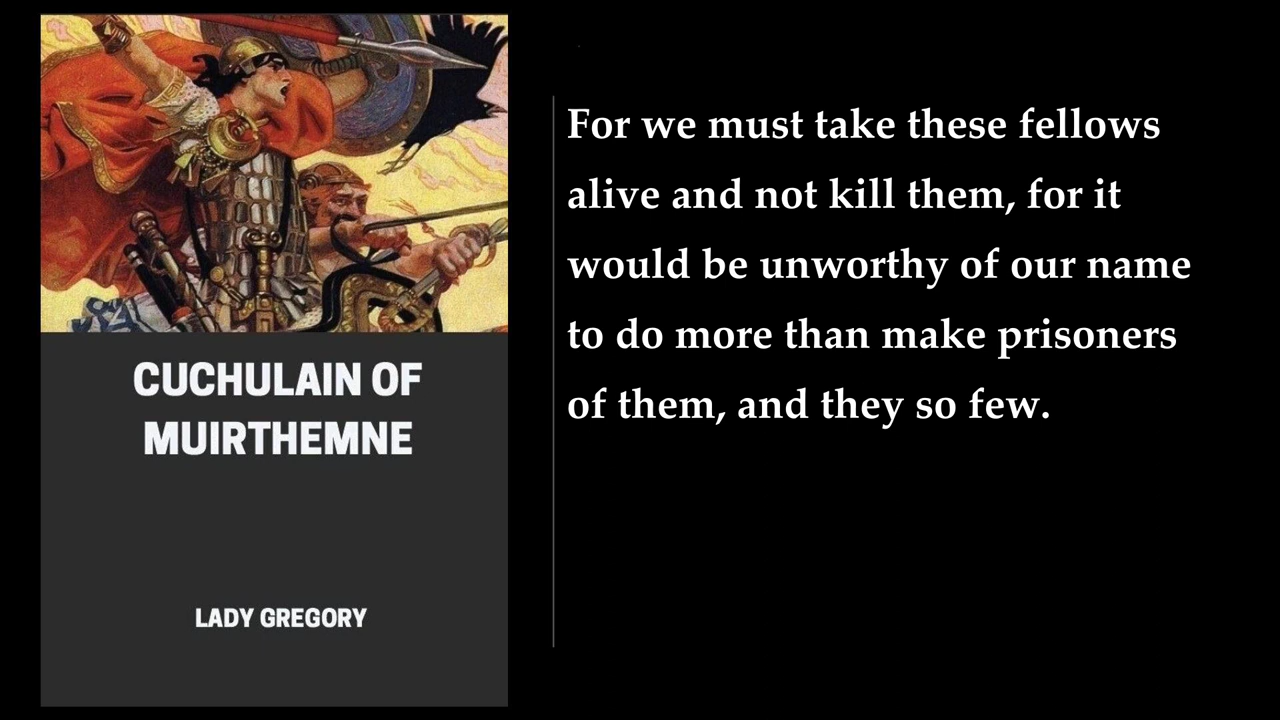 CUCHULAIN OF
MUIRTHEMNE
LADY GREGORY
For we must take these fellows
alive and not kill them, for it
would be unworthy of our name
to do more than make prisoners
of them, and they so few.